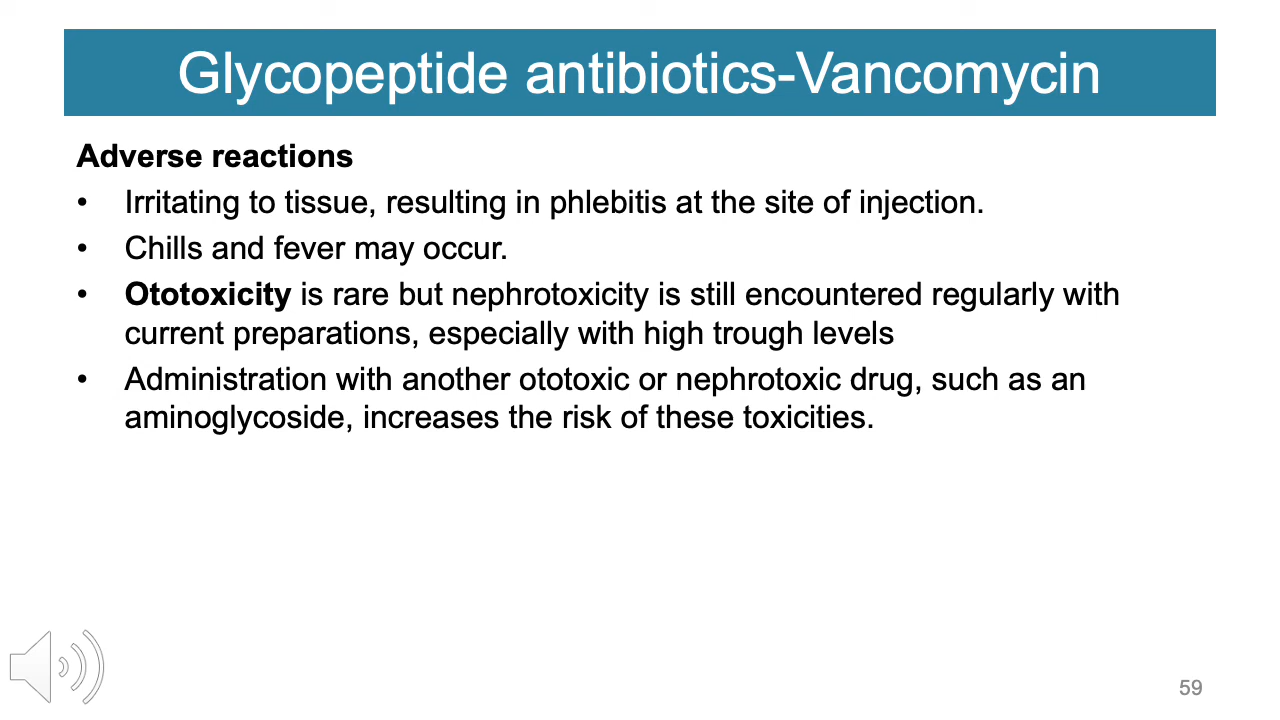 Glycopeptide antibiotics-Vancomycin
Adverse reactions
• Irritating to tissue, resulting in phlebitis at the site of injection.
• Chills and fever may occur.
• Ototoxicity is rare but nephrotoxicity is still encountered regularly with
current preparations, especially with high trough levels
• Administration with another ototoxic or nephrotoxic drug, such as an
aminoglycoside, increases the risk of these toxicities.
59